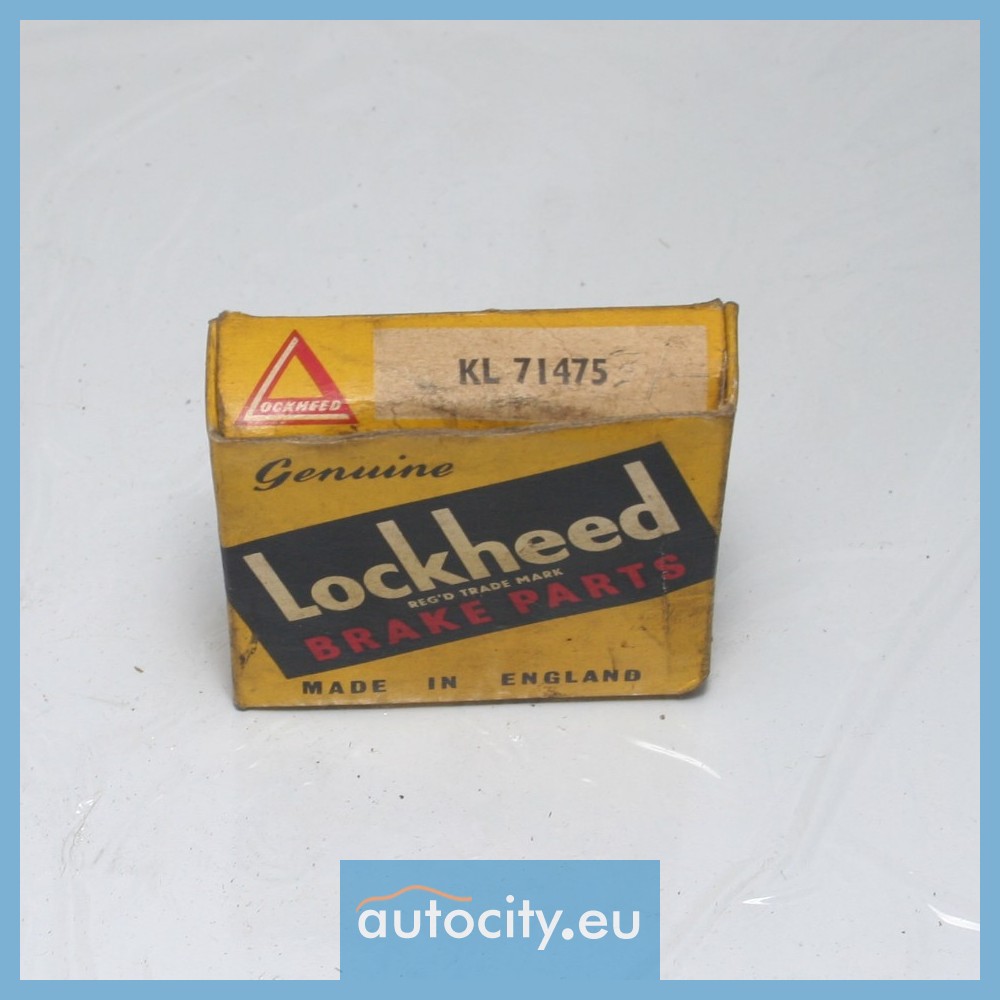 LOCKHEED
KL 71475
Genuine
Lockheed
REG'D TRADE MARK
BRAKE PARTS
MADE IN ENGLAND
autocity.eu